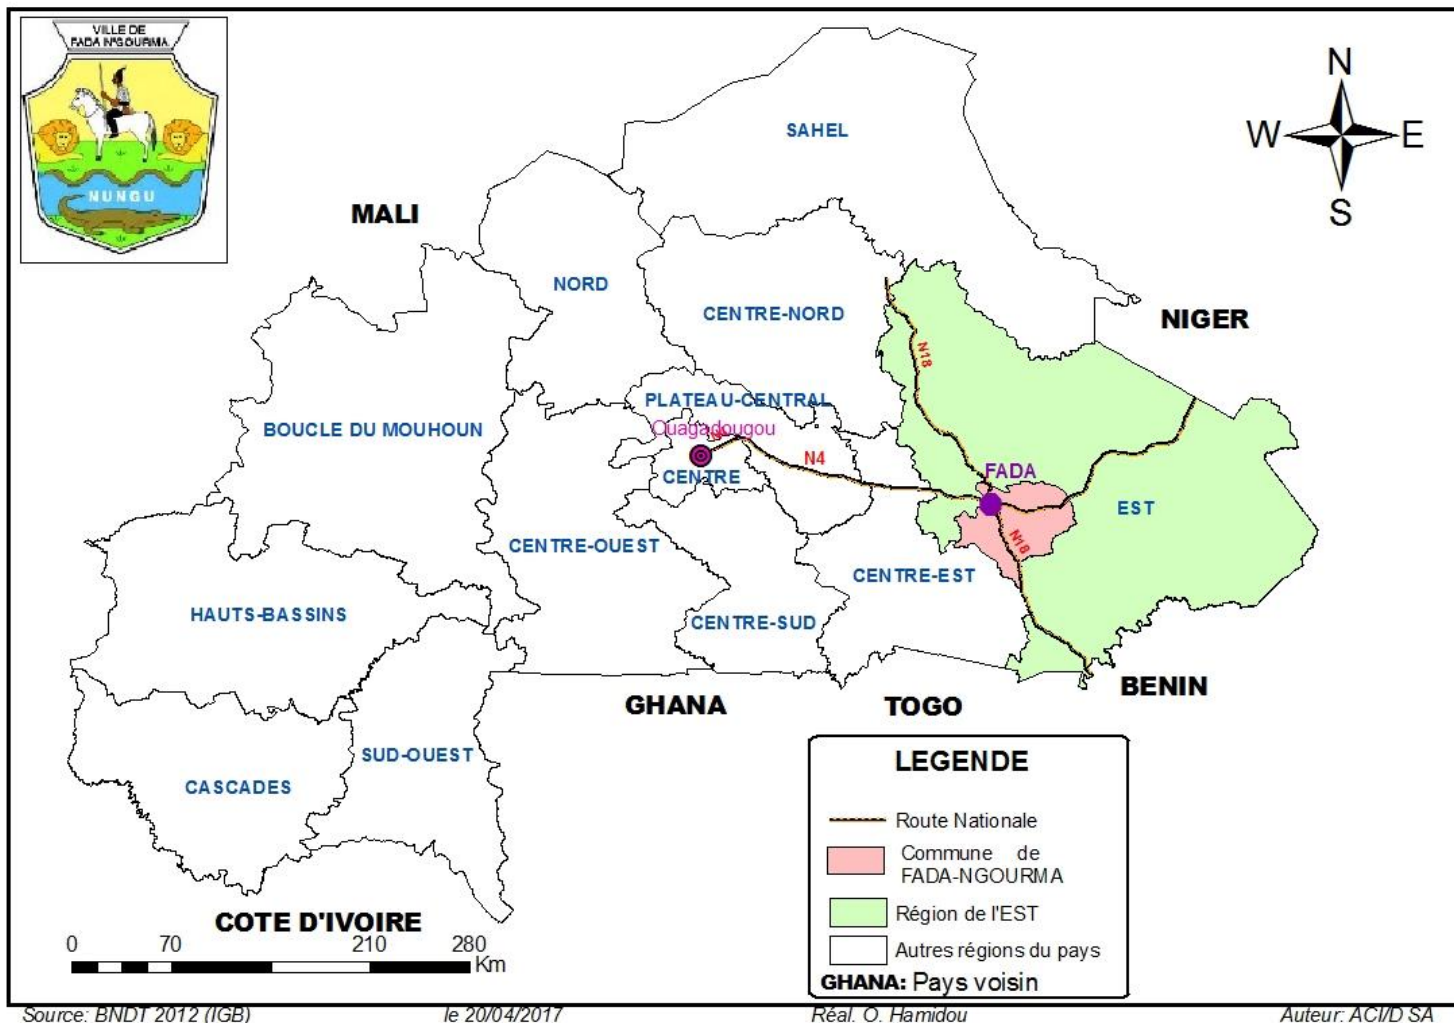 VILLE DE
FADA N'GOURMA
NUNGU
N
W
E
S
SAHEL
MALI
NORD
CENTRE-NORD
NIGER
N18
PLATEAU-CENTRAL
Ouagadougou
BOUCLE DU MOUHOUN
N4
CENTRE
FADA
EST
N18
CENTRE-OUEST
CENTRE-EST
HAUTS-BASSINS
CENTRE-SUD
BENIN
GHANA
TOGO
SUD-OUEST
CASCADES
COTE D'IVOIRE
0 70 210 280
Km
LEGENDE
Route Nationale
Commune de
FADA-NGOURMA
Région de l'EST
Autres régions du pays
GHANA: Pays voisin
Source: BNDT 2012 (IGB) le 20/04/2017 Réal. O. Hamidou Auteur: ACI/D SA